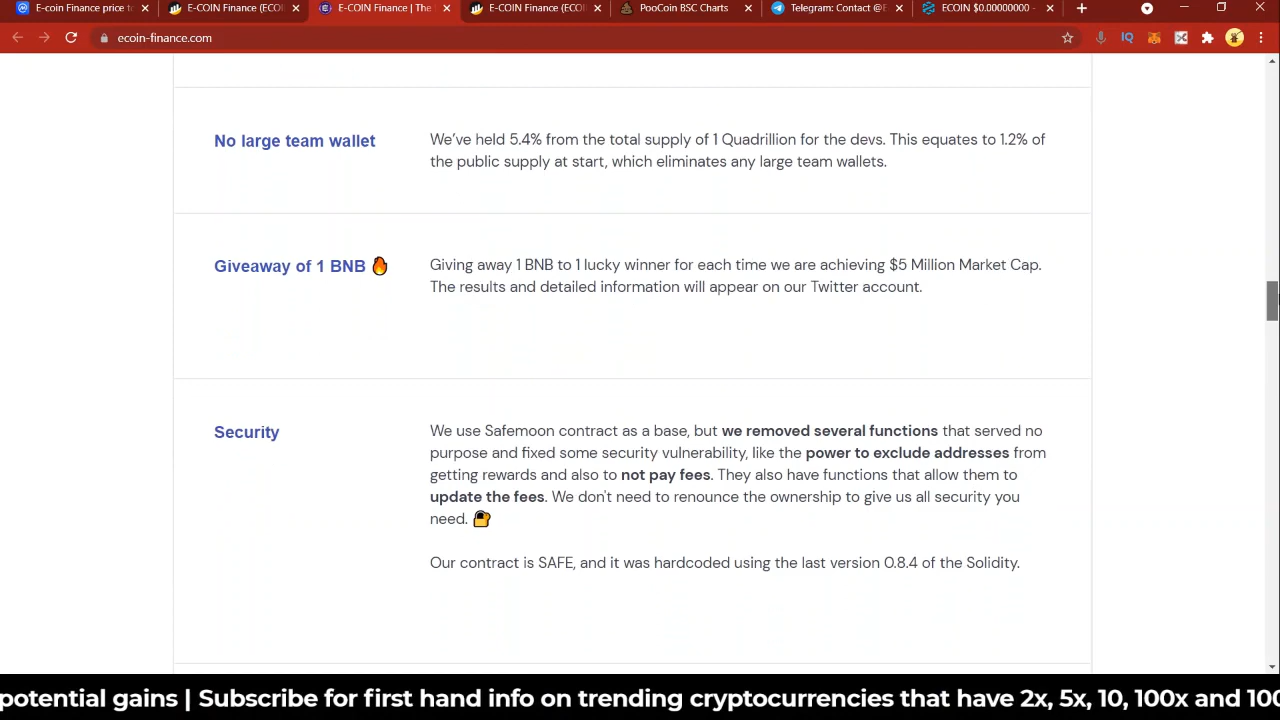 E-coin Finance price to
E-COIN Finance (ECOI
E-COIN Finance | The
E-COIN Finance (ECOI
PooCoin BSC Charts
Telegram: Contact @E
ECOIN $0.00000000 -
ecoin-finance.com
IQ
No large team wallet
We've held 5.4% from the total supply of 1 Quadrillion for the devs. This equates to 1.2% of
the public supply at start, which eliminates any large team wallets.
Giveaway of 1 BNB 🔥
Giving away 1 BNB to 1 lucky winner for each time we are achieving $5 Million Market Cap.
The results and detailed information will appear on our Twitter account.
Security
We use Safemoon contract as a base, but we removed several functions that served no
purpose and fixed some security vulnerability, like the power to exclude addresses from
getting rewards and also to not pay fees. They also have functions that allow them to
update the fees. We don't need to renounce the ownership to give us all security you
need. 🔐
Our contract is SAFE, and it was hardcoded using the last version 0.8.4 of the Solidity.
potential gains | Subscribe for first hand info on trending cryptocurrencies that have 2x, 5x, 10, 100x and 100